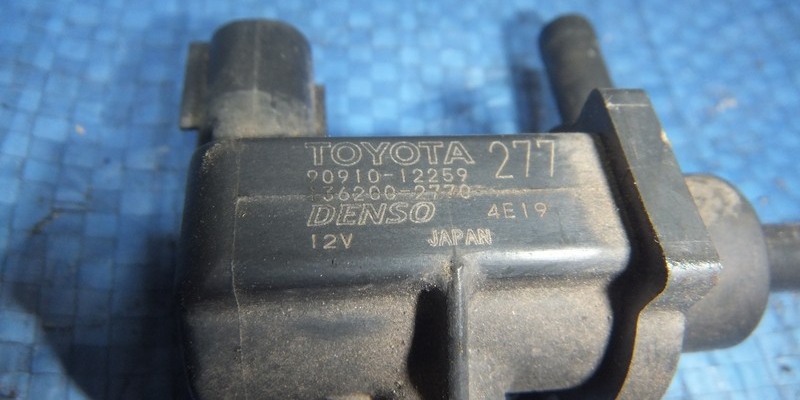 TOYOTA 277
90910-12259
136200-2770
DENSO 4E19
12V JAPAN